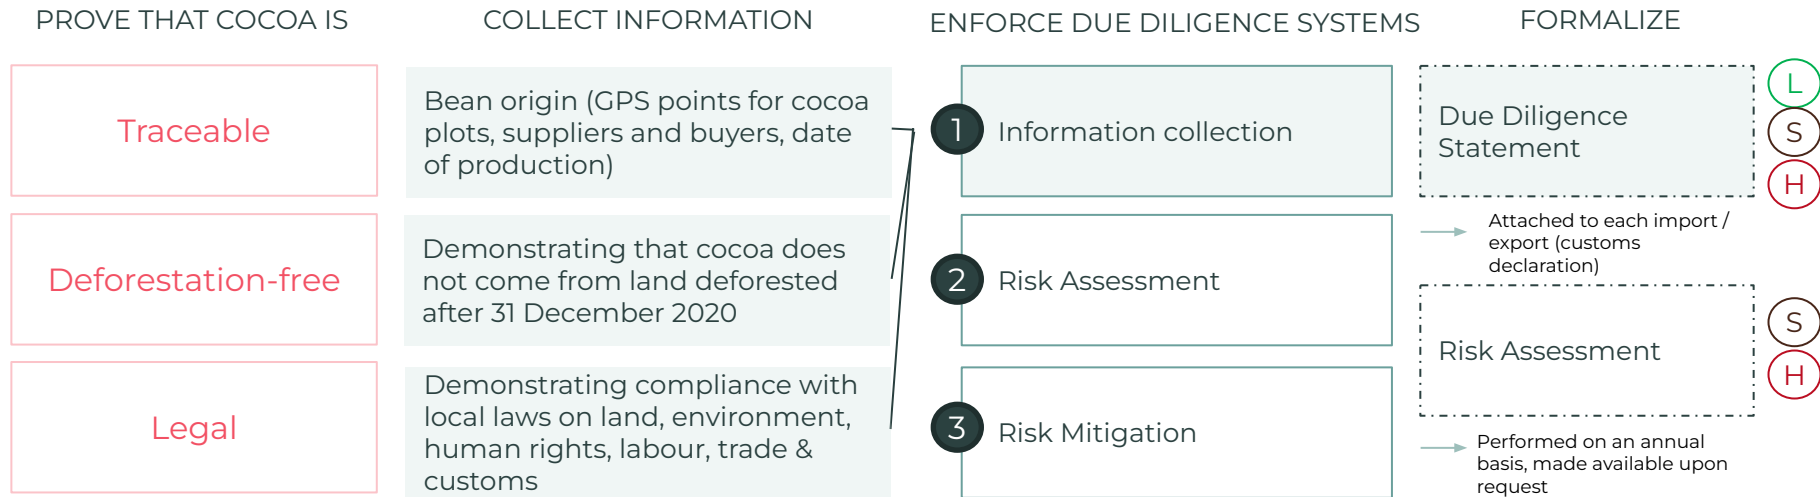 PROVE THAT COCOA IS
COLLECT INFORMATION
ENFORCE DUE DILIGENCE SYSTEMS
FORMALIZE
Traceable
Deforestation-free
Legal
Bean origin (GPS points for cocoa
plots, suppliers and buyers, date
of production)
Demonstrating that cocoa does
not come from land deforested
after 31 December 2020
Demonstrating compliance with
local laws on land, environment,
human rights, labour, trade &
customs
1
Information collection
2
Risk Assessment
3
Risk Mitigation
Due Diligence
Statement
L
S
H
Attached to each import /
export (customs
declaration)
Risk Assessment
S
H
Performed on an annual
basis, made available upon
request